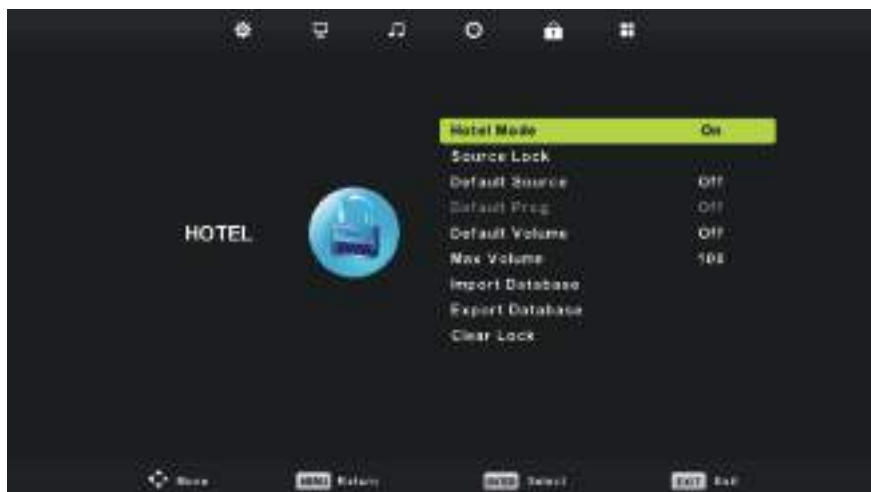 Hotel Mode On
Source Lock
Default Source Off
Default Prog Off
Default Volume Off
HOTEL
Max Volume 100
Import Database
Export Database
Clear Lock
Move MENU Return ENTER Select EXIT Exit